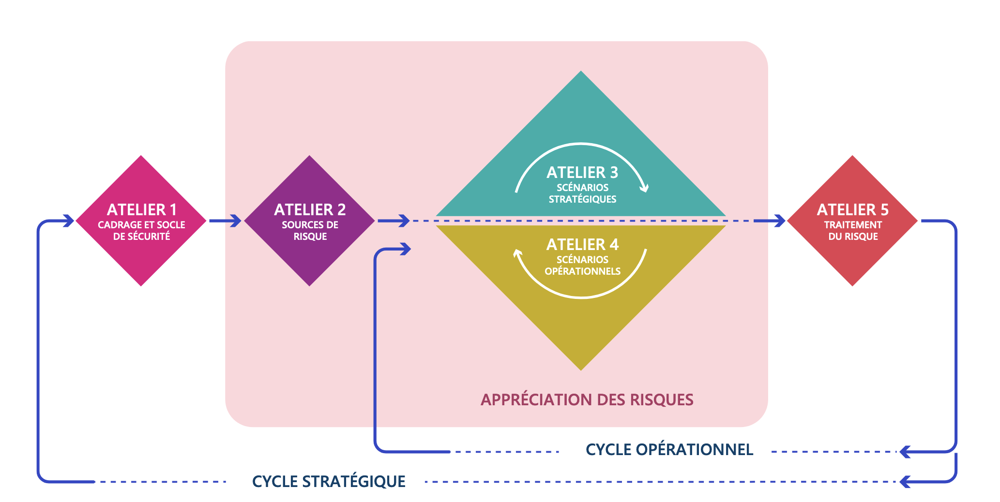 ATELIER 1
CADRAGE ET SOCLE
DE SÉCURITÉ
ATELIER 2
SOURCES DE
RISQUE
ATELIER 3
SCÉNARIOS
STRATÉGIQUES
ATELIER 4
SCÉNARIOS
OPÉRATIONNELS
ATELIER 5
TRAITEMENT
DU RISQUE
APPRÉCIATION DES RISQUES
CYCLE OPÉRATIONNEL
CYCLE STRATÉGIQUE